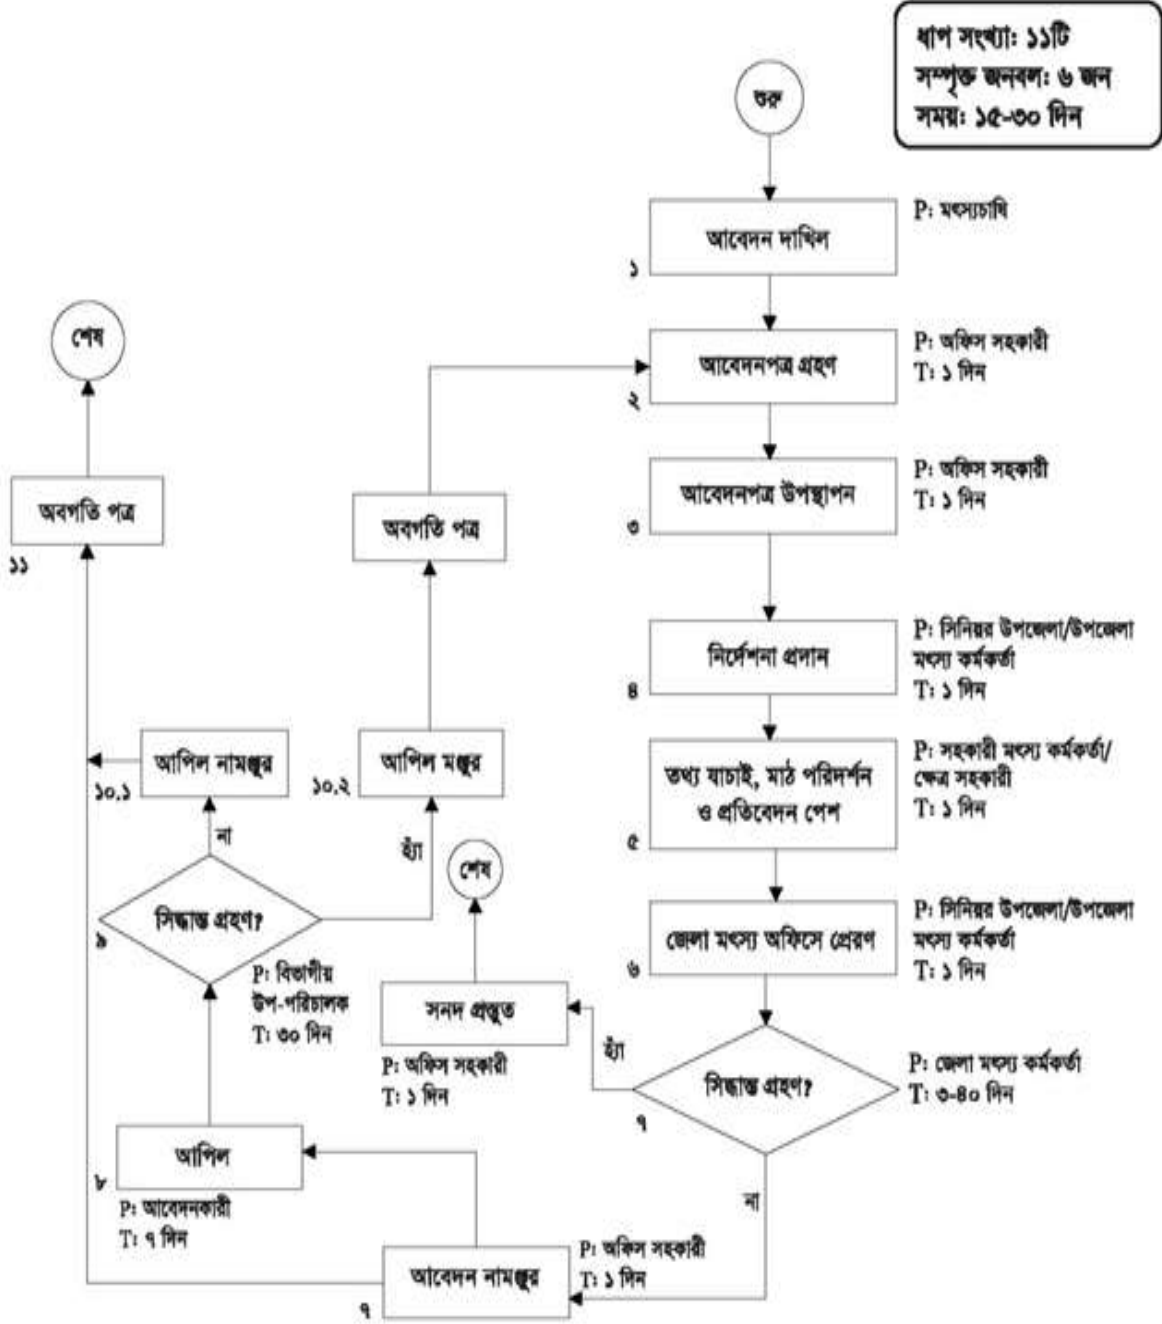 ধাপ সংখ্যা: ১১টি
সম্পৃক্ত জনবল: ৬ জন
সময়: ১৫-৩০ দিন
শুরু
P: মৎস্যচাষি
আবেদন দাখিল
১
P: অফিস সহকারী
T: ১ দিন
আবেদনপত্র গ্রহণ
২
P: অফিস সহকারী
T: ১ দিন
আবেদনপত্র উপস্থাপন
৩
P: সিনিয়র উপজেলা/উপজেলা
মৎস্য কর্মকর্তা
T: ১ দিন
নির্দেশনা প্রদান
৪
P: সহকারী মৎস্য কর্মকর্তা/
ক্ষেত্র সহকারী
T: ১ দিন
তথ্য যাচাই, মাঠ পরিদর্শন
ও প্রতিবেদন পেশ
৫
P: সিনিয়র উপজেলা/উপজেলা
মৎস্য কর্মকর্তা
T: ১ দিন
জেলা মৎস্য অফিসে প্রেরণ
৬
সিদ্ধান্ত গ্রহণ?
৭
P: জেলা মৎস্য কর্মকর্তা
T: ৩-৪০ দিন
হ্যাঁ
সনদ প্রস্তুত
P: অফিস সহকারী
T: ১ দিন
শেষ
না
P: অফিস সহকারী
T: ১ দিন
আবেদন নামঞ্জুর
৭
আপিল
৮
P: আবেদনকারী
T: ৭ দিন
সিদ্ধান্ত গ্রহণ?
৯
P: বিভাগীয়
উপ-পরিচালক
T: ৩০ দিন
না
হ্যাঁ
আপিল নামঞ্জুর
১০.১
আপিল মঞ্জুর
১০.২
অবগতি পত্র
অবগতি পত্র
১১
শেষ